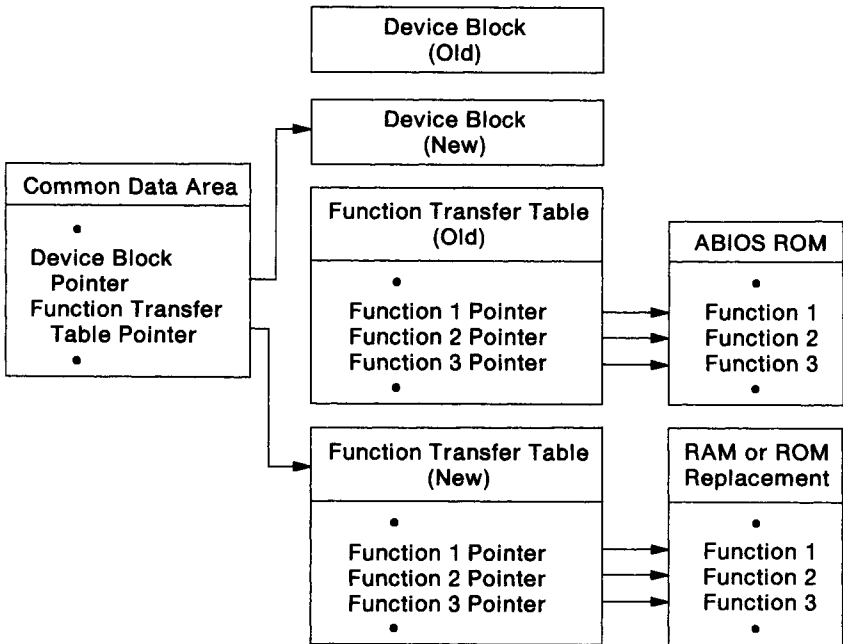 Device Block
(Old)
Device Block
(New)
Common Data Area
•
Device Block
Pointer
Function Transfer
Table Pointer
•
Function Transfer Table
(Old)
•
Function 1 Pointer
Function 2 Pointer
Function 3 Pointer
•
ABIOS ROM
•
Function 1
Function 2
Function 3
•
Function Transfer Table
(New)
•
Function 1 Pointer
Function 2 Pointer
Function 3 Pointer
•
RAM or ROM
Replacement
•
Function 1
Function 2
Function 3
•